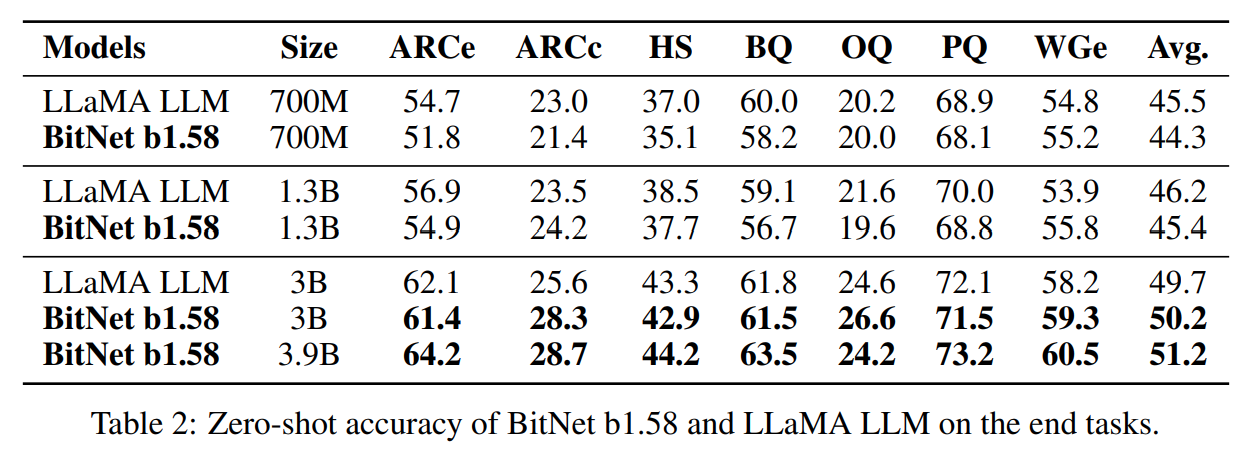 Models Size ARCe ARCc HS BQ OQ PQ WGe Avg.
LLaMA LLM 700M 54.7 23.0 37.0 60.0 20.2 68.9 54.8 45.5
BitNet b1.58 700M 51.8 21.4 35.1 58.2 20.0 68.1 55.2 44.3
LLaMA LLM 1.3B 56.9 23.5 38.5 59.1 21.6 70.0 53.9 46.2
BitNet b1.58 1.3B 54.9 24.2 37.7 56.7 19.6 68.8 55.8 45.4
LLaMA LLM 3B 62.1 25.6 43.3 61.8 24.6 72.1 58.2 49.7
BitNet b1.58 3B 61.4 28.3 42.9 61.5 26.6 71.5 59.3 50.2
BitNet b1.58 3.9B 64.2 28.7 44.2 63.5 24.2 73.2 60.5 51.2
Table 2: Zero-shot accuracy of BitNet b1.58 and LLaMA LLM on the end tasks.